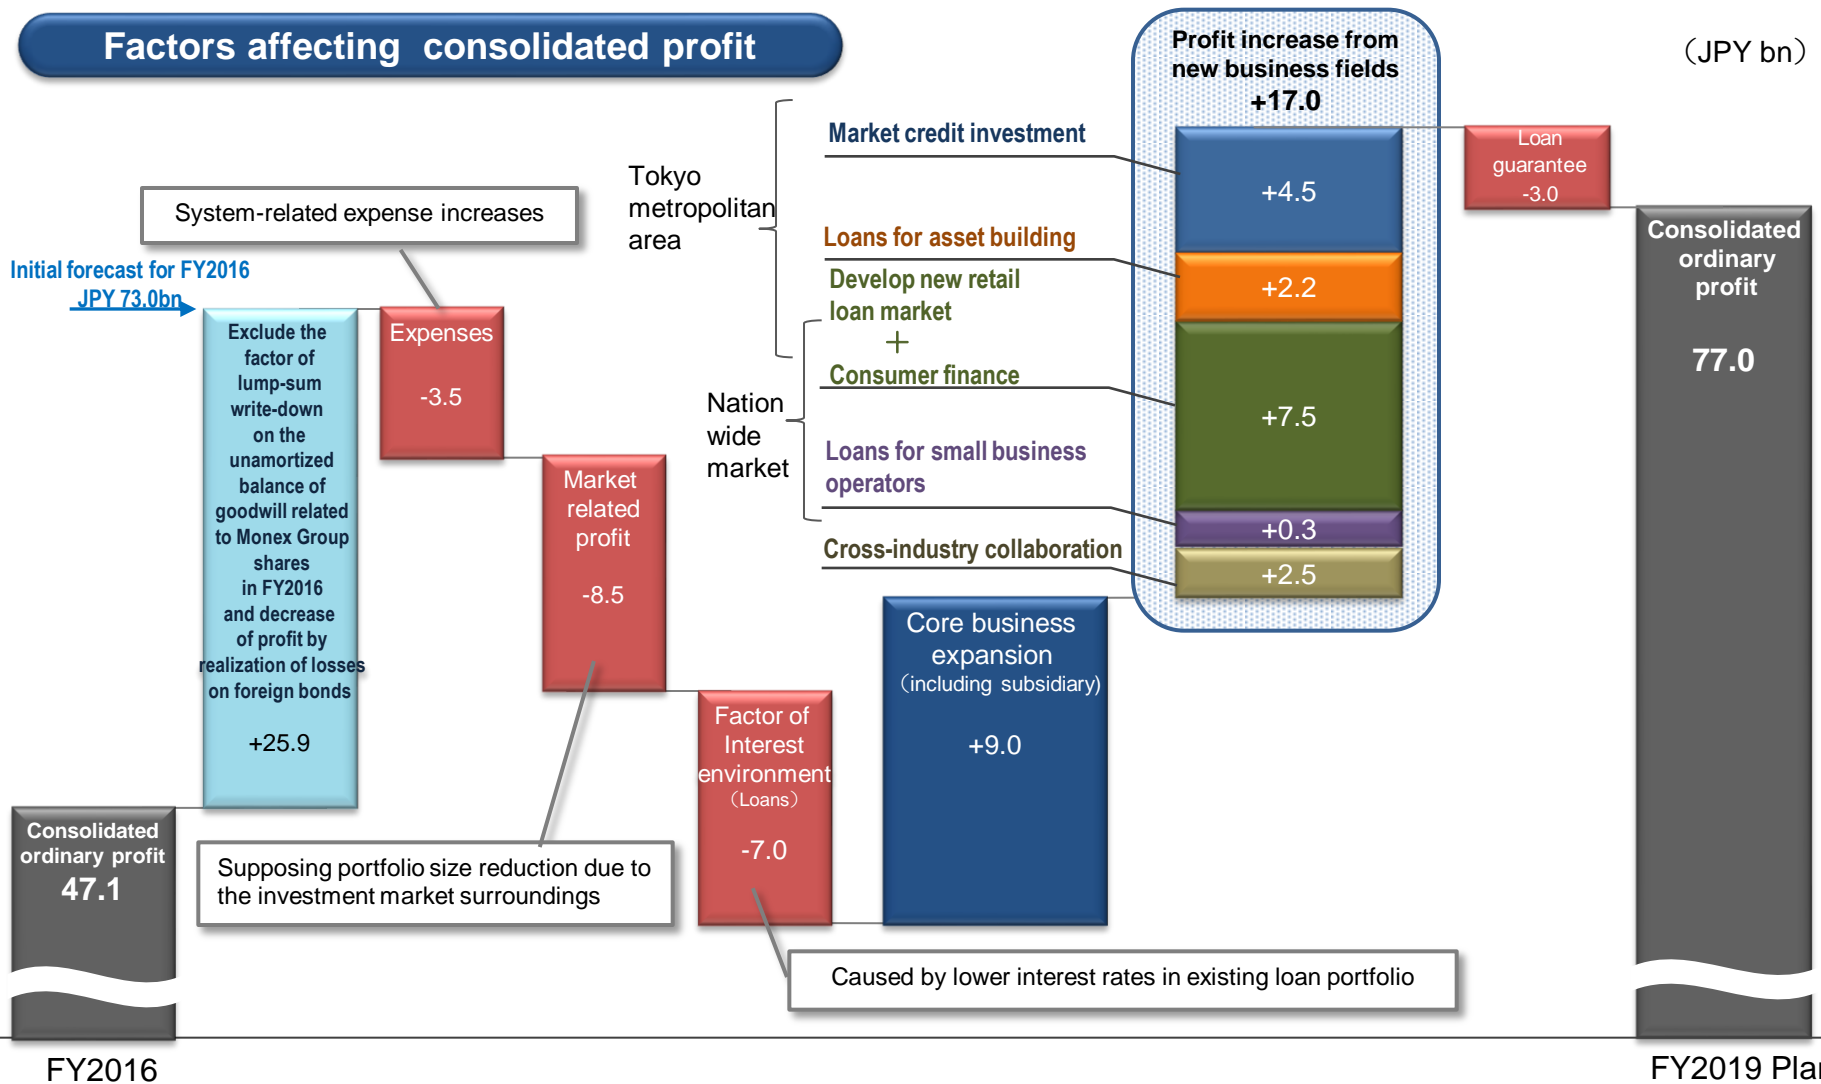 Factors affecting consolidated profit
（JPY bn）
Profit increase from
new business fields
+17.0
Market credit investment
+4.5
Loan
guarantee
-3.0
Tokyo
metropolitan
area
System-related expense increases
Loans for asset building
+2.2
Consolidated
ordinary
profit
77.0
Initial forecast for FY2016
JPY 73.0bn
Develop new retail
loan market
+
Consumer finance
+7.5
Exclude the
factor of
lump-sum
write-down
on the
unamortized
balance of
goodwill related
to Monex Group
shares
in FY2016
and decrease
of profit by
realization of losses
on foreign bonds
+25.9
Expenses
-3.5
Nation
wide
market
Loans for small business
operators
+0.3
Market
related
profit
-8.5
Cross-industry collaboration
+2.5
Core business
expansion
（including subsidiary)
+9.0
Factor of
Interest
environment
（Loans）
-7.0
Consolidated
ordinary profit
47.1
Supposing portfolio size reduction due to
the investment market surroundings
Caused by lower interest rates in existing loan portfolio
FY2016
FY2019 Plan